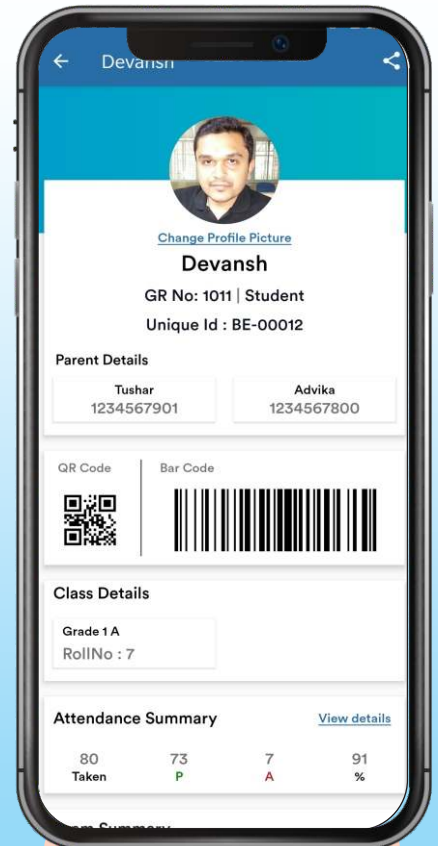 Devansh
Change Profile Picture
Devansh
GR No: 1011 | Student
Unique Id : BE-00012
Parent Details
Tushar Advika
1234567901 1234567800
QR Code Bar Code
Class Details
Grade 1 A
RollNo : 7
Attendance Summary View details
80 73 7 91
Taken P A %
Summary